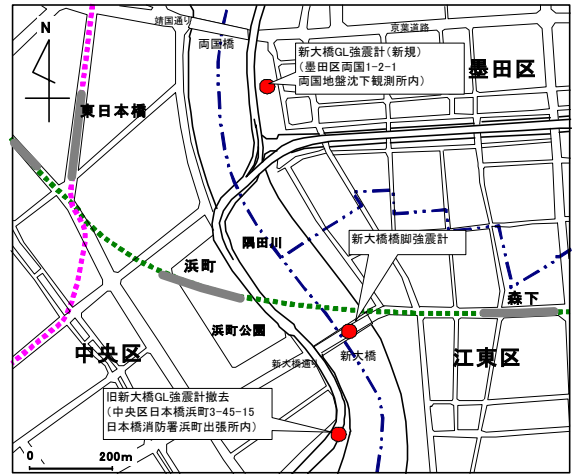 靖国通り
京葉道路
N
両国橋
新大橋GL強震計(新規)
(墨田区両国1-2-1
両国地盤沈下観測所内)
墨田区
東日本橋
隅田川
新大橋橋脚強震計
浜町
森下
浜町公園
中央区
新大橋通り
新大橋
江東区
旧新大橋GL強震計撤去
(中央区日本橋浜町3-45-15
日本橋消防署浜町出張所内)
0 200m